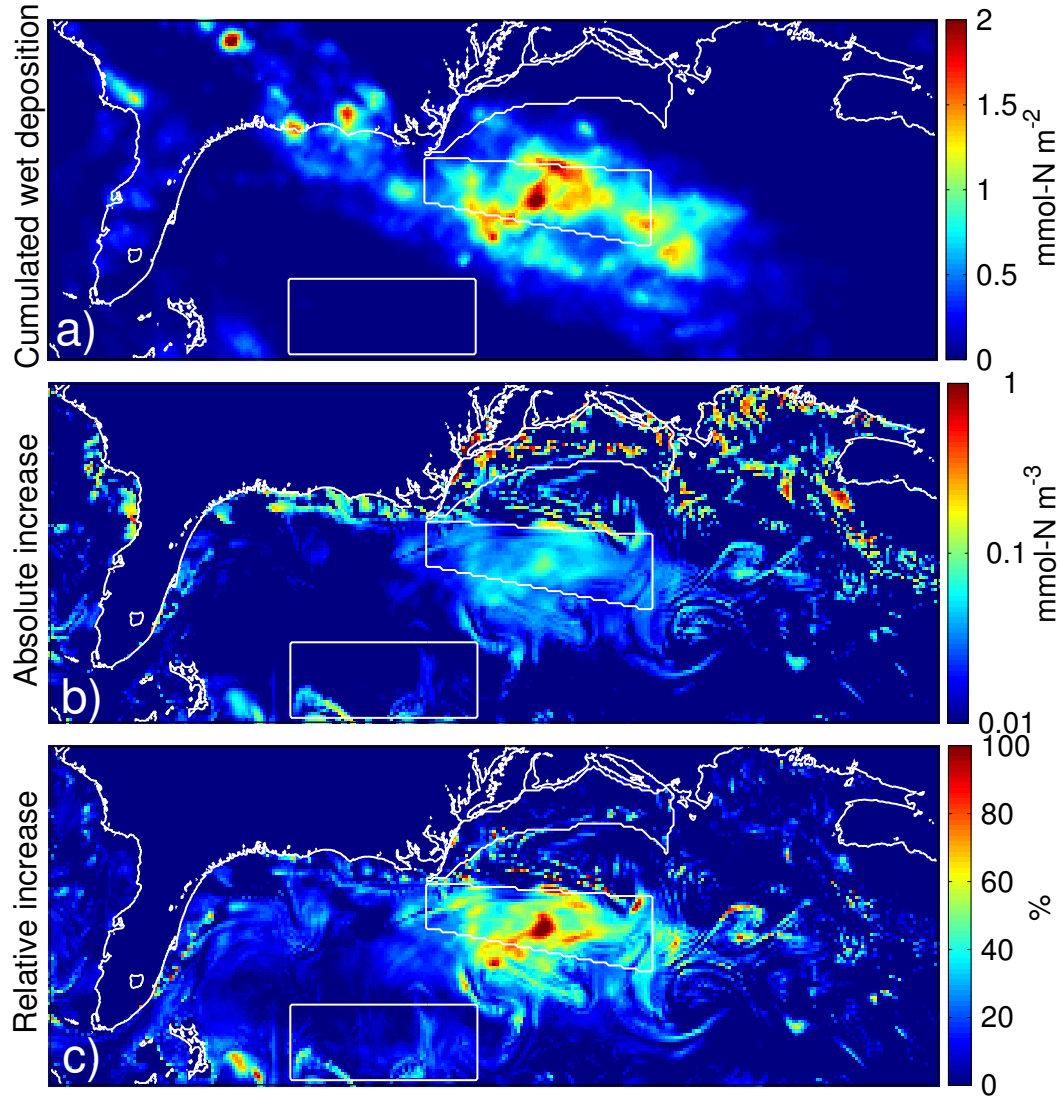 Cumulated wet deposition
a)
2
1.5
1
0.5
0
mmol-N m⁻²
Absolute increase
b)
1
0.1
0.01
mmol-N m⁻³
Relative increase
c)
100
80
60
40
20
0
%